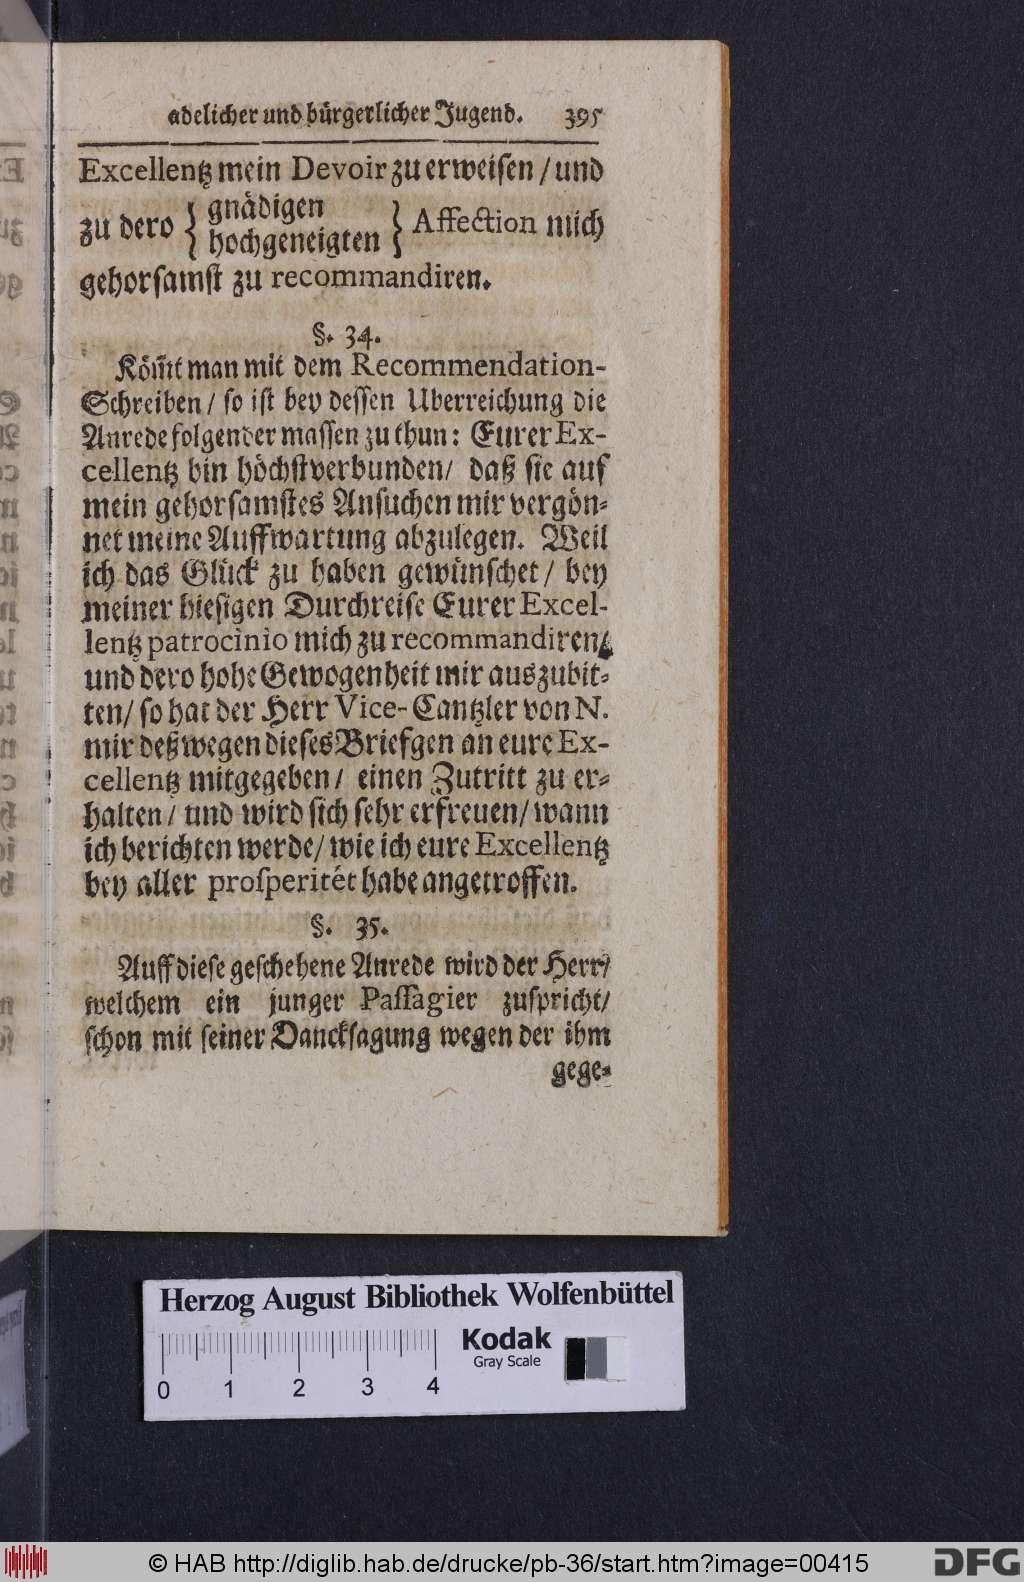 adelicher und bürgerlicher Jugend. 395
Excellentz mein Devoir zu erweisen / und
zu dero { gnädigen hochgeneigten } Affection mich
gehorsamst zu recommandiren.
§. 34.
Köm̃t man mit dem Recommendation-
Schreiben / so ist bey dessen Uberreichung die
Anrede folgender massen zu thun: Eurer Ex-
cellentz bin höchstverbunden / daß sie auf
mein gehorsamstes Ansuchen mir vergön-
net meine Auffwartung abzulegen. Weil
ich das Glück zu haben gewünschet / bey
meiner hiesigen Durchreise Eurer Excel-
lentz patrocinio mich zu recommandiren /
und dero hohe Gewogenheit mir auszubit-
ten / so hat der Herr Vice-Cantzler von N.
mir deßwegen dieses Briefgen an eure Ex-
cellentz mitgegeben / einen Zutritt zu er-
halten / und wird sich sehr erfreuen / wann
ich berichten werde / wie ich eure Excellentz
bey aller prosperitét habe angetroffen.
§. 35.
Auff diese geschehene Anrede wird der Herr /
welchem ein junger Passagier zuspricht /
schon mit seiner Dancksagung wegen der ihm
gege-
Herzog August Bibliothek Wolfenbüttel
Kodak
Gray Scale
0 1 2 3 4
© HAB http://diglib.hab.de/drucke/pb-36/start.htm?image=00415
DFG